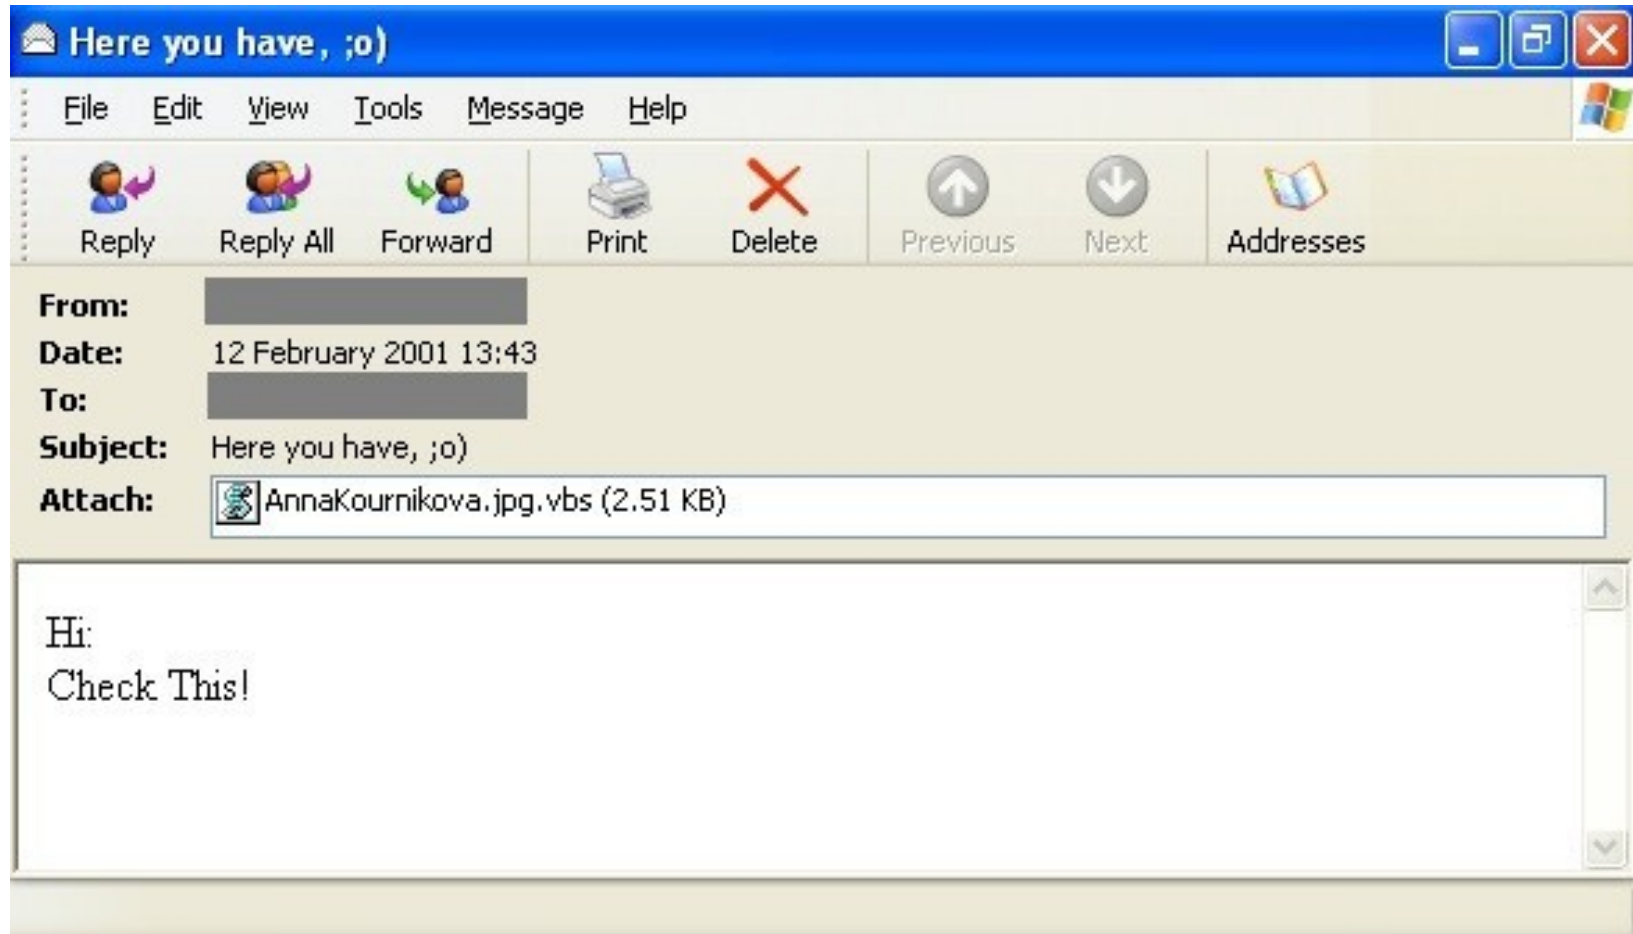 Here you have, ;o)
File Edit View Tools Message Help
Reply Reply All Forward Print Delete Previous Next Addresses
From:
Date: 12 February 2001 13:43
To:
Subject: Here you have, ;o)
Attach: AnnaKournikova.jpg.vbs (2.51 KB)
Hi:
Check This!